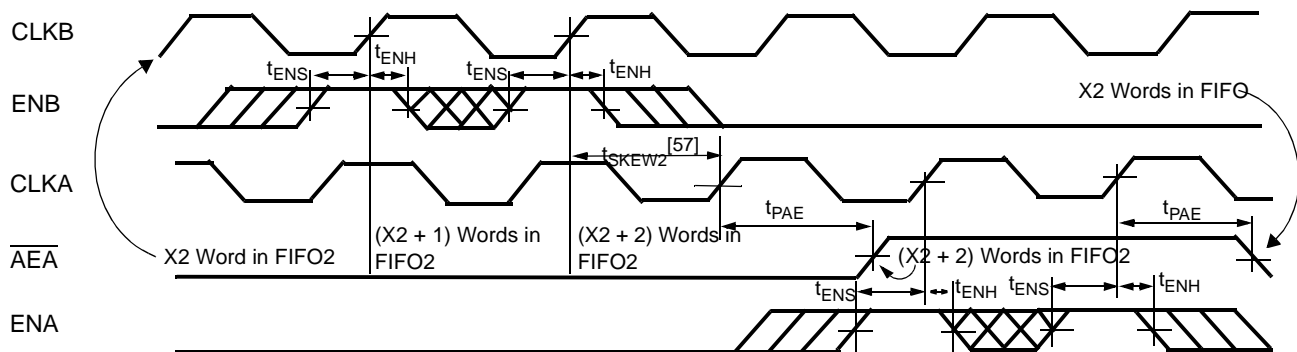 CLKB
tENS
tENH
tENS
tENH
ENB
X2 Words in FIFO
tSKEW2[57]
CLKA
tPAE
tPAE
AEA
X2 Word in FIFO2
(X2 + 1) Words in
FIFO2
(X2 + 2) Words in
FIFO2
(X2 + 2) Words in FIFO2
tENS
tENH
tENS
tENH
ENA